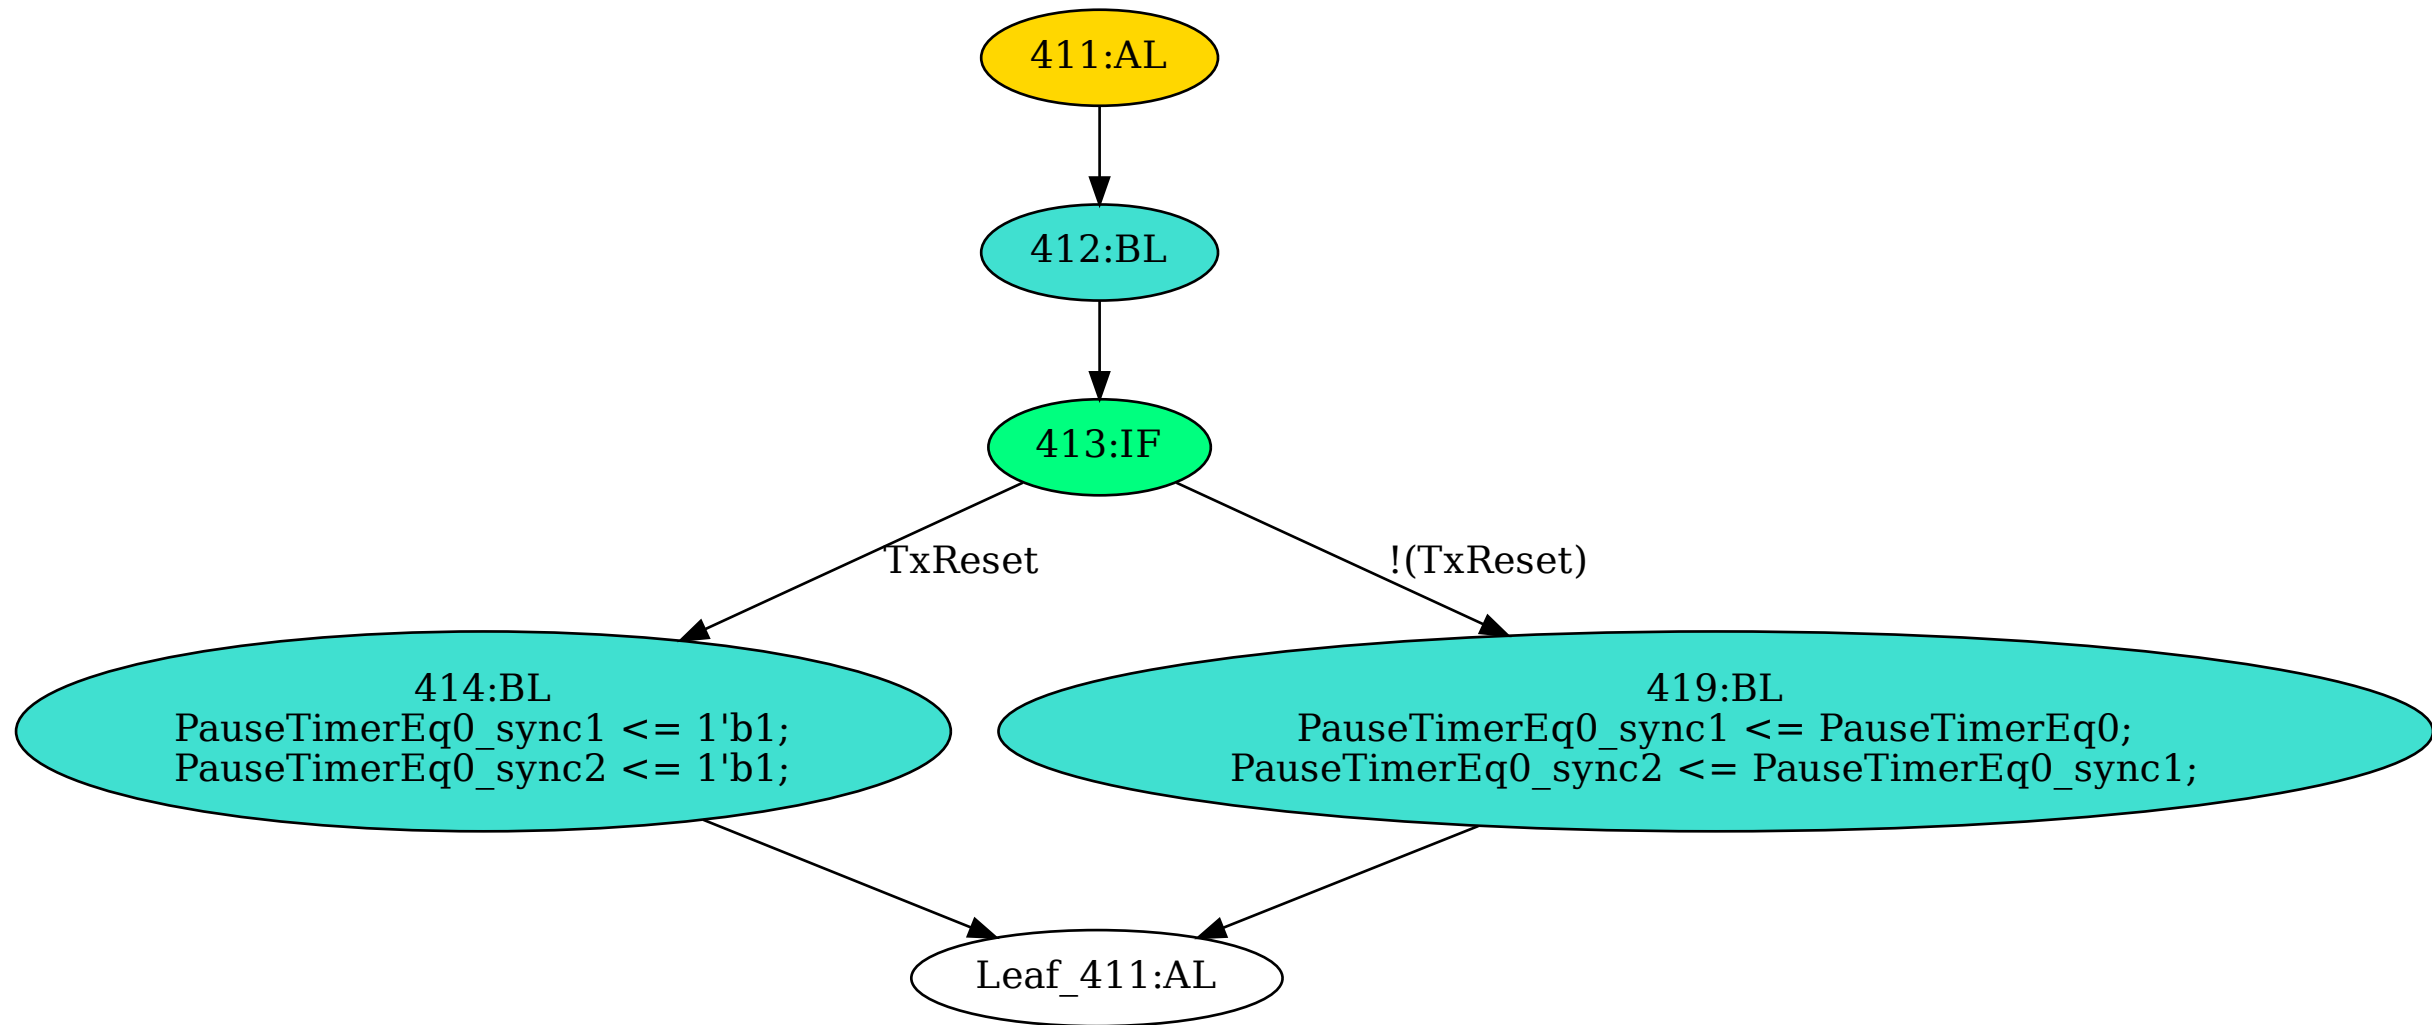 411:AL
412:BL
413:IF
TxReset
!(TxReset)
414:BL
PauseTimerEq0_sync1 <= 1'b1;
PauseTimerEq0_sync2 <= 1'b1;
419:BL
PauseTimerEq0_sync1 <= PauseTimerEq0;
PauseTimerEq0_sync2 <= PauseTimerEq0_sync1;
Leaf_411:AL